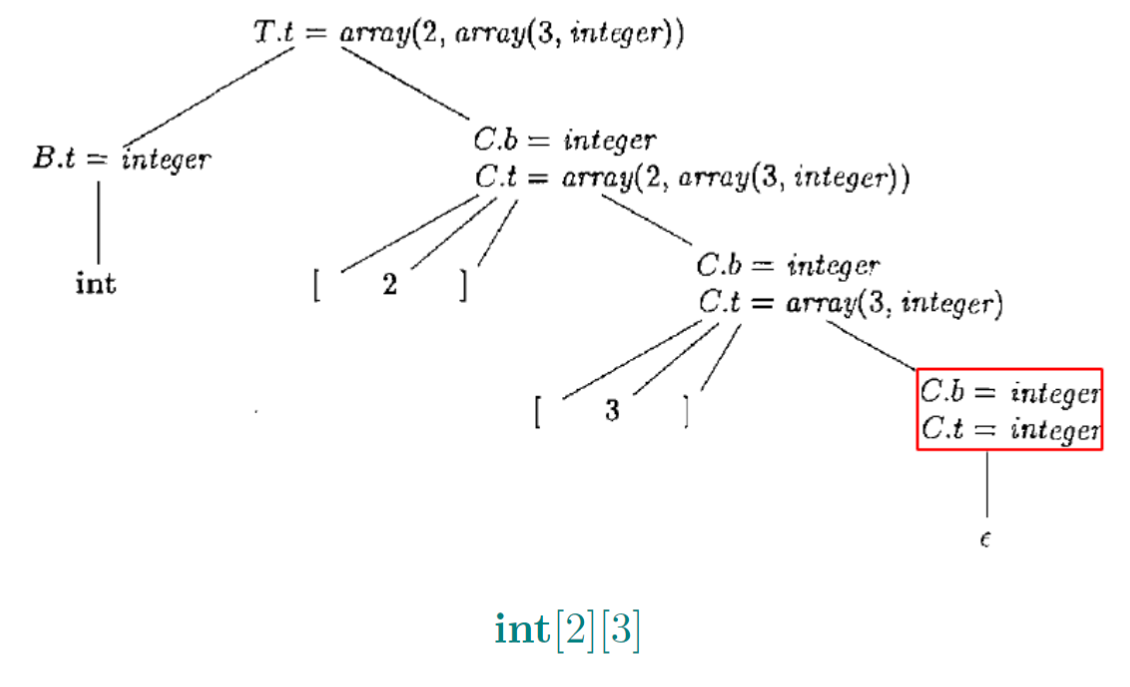 T.t = array(2, array(3, integer))
C.b = integer
B.t = integer
C.t = array(2, array(3, integer))
C.b = integer
int
[ 2 ]
C.t = array(3, integer)
C.b = integer
[ 3 ]
C.t = integer
ϵ
int[2][3]